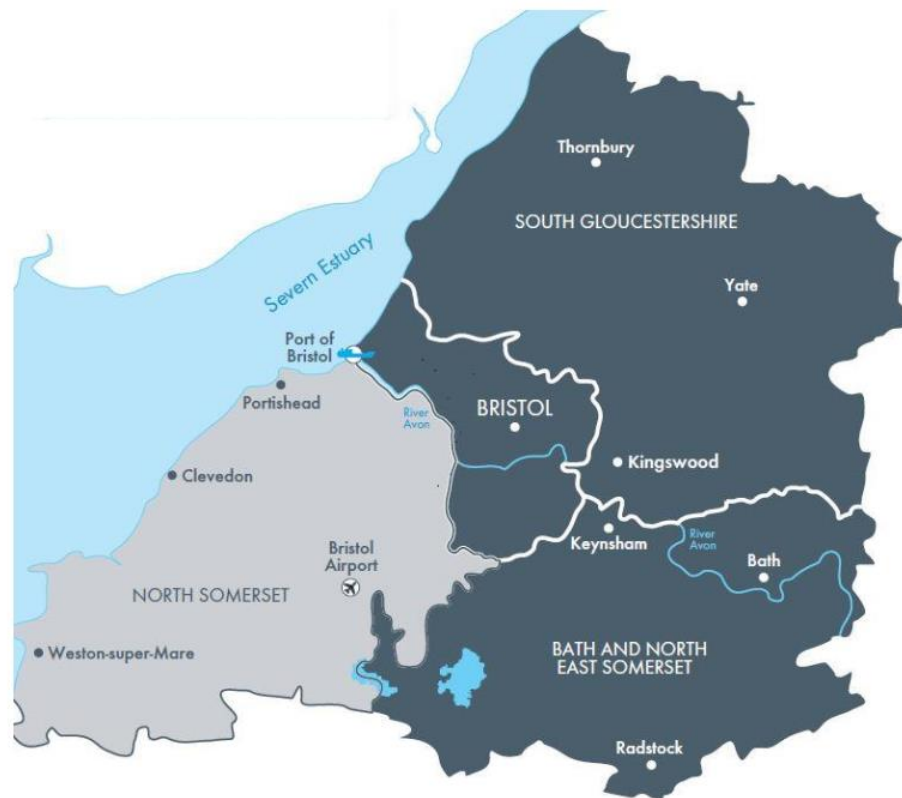 Thornbury
SOUTH GLOUCESTERSHIRE
Severn Estuary
Yate
Port of
Bristol
Portishead
River
Avon
BRISTOL
Clevedon
Kingswood
Bristol
Airport
Keynsham
River
Avon
Bath
NORTH SOMERSET
Weston-super-Mare
BATH AND NORTH
EAST SOMERSET
Radstock